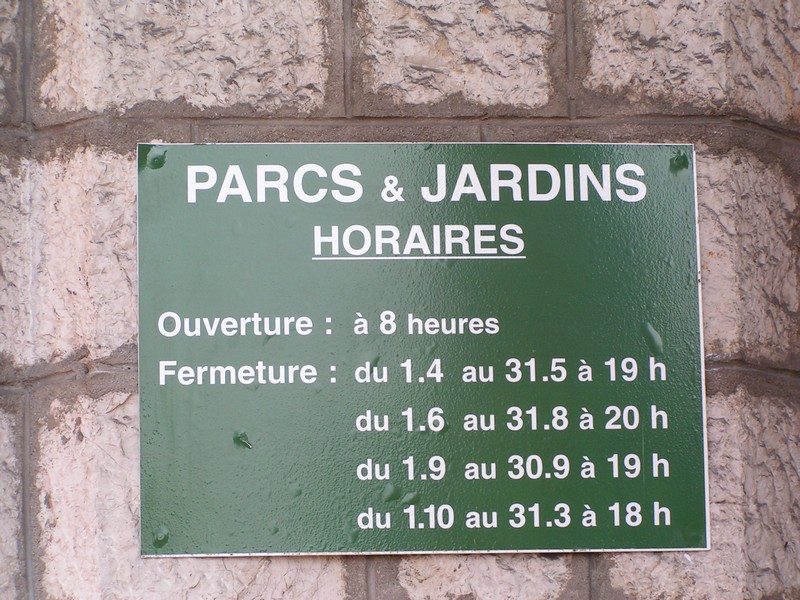 PARCS & JARDINS
HORAIRES
Ouverture : à 8 heures
Fermeture : du 1.4 au 31.5 à 19 h
du 1.6 au 31.8 à 20 h
du 1.9 au 30.9 à 19 h
du 1.10 au 31.3 à 18 h